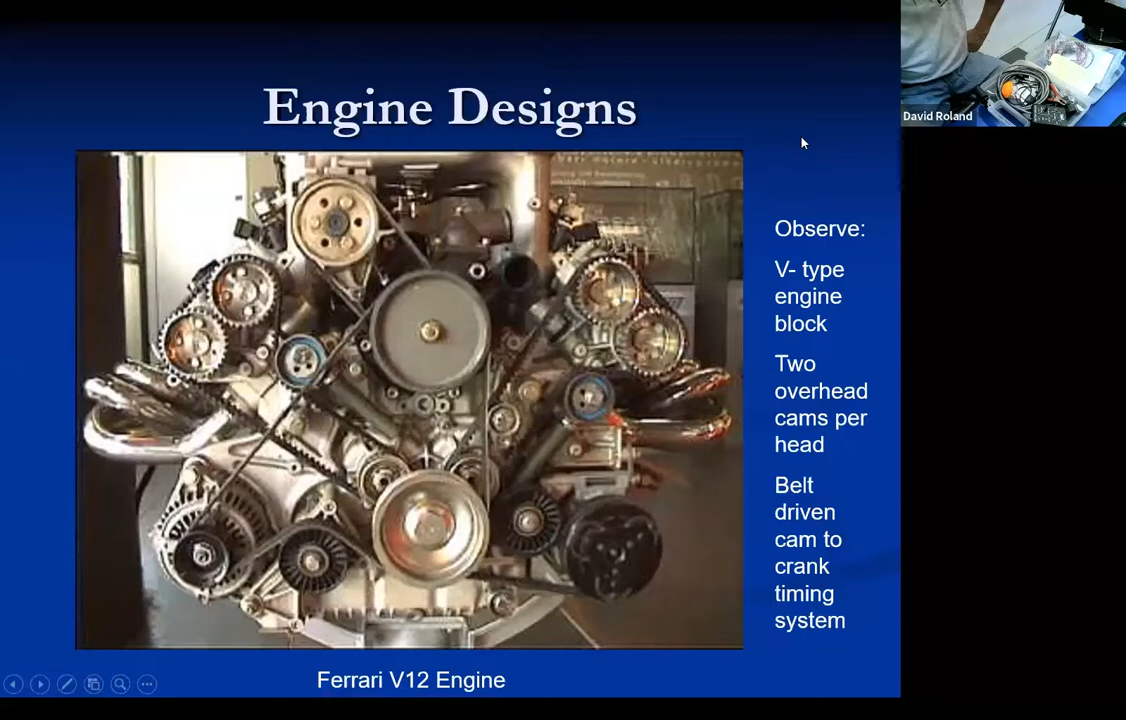 Engine Designs
David Roland
Observe:
V- type
engine
block
Two
overhead
cams per
head
Belt
driven
cam to
crank
timing
system
Ferrari V12 Engine